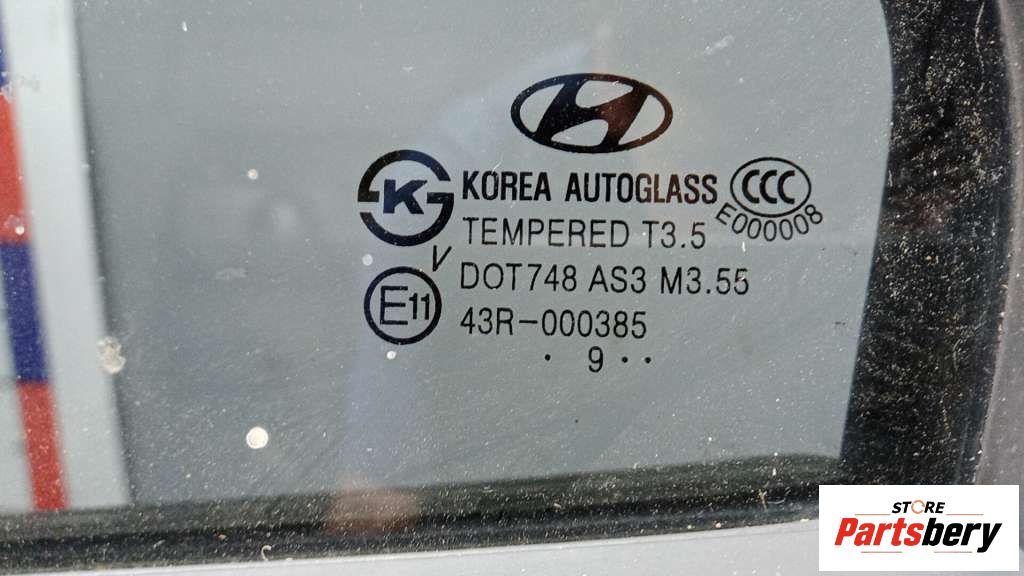 K KOREA AUTOGLASS CCC
E000008
TEMPERED T3.5
V DOT748 AS3 M3.55
E11 43R-000385
. 9 . .
STORE
Partsbery